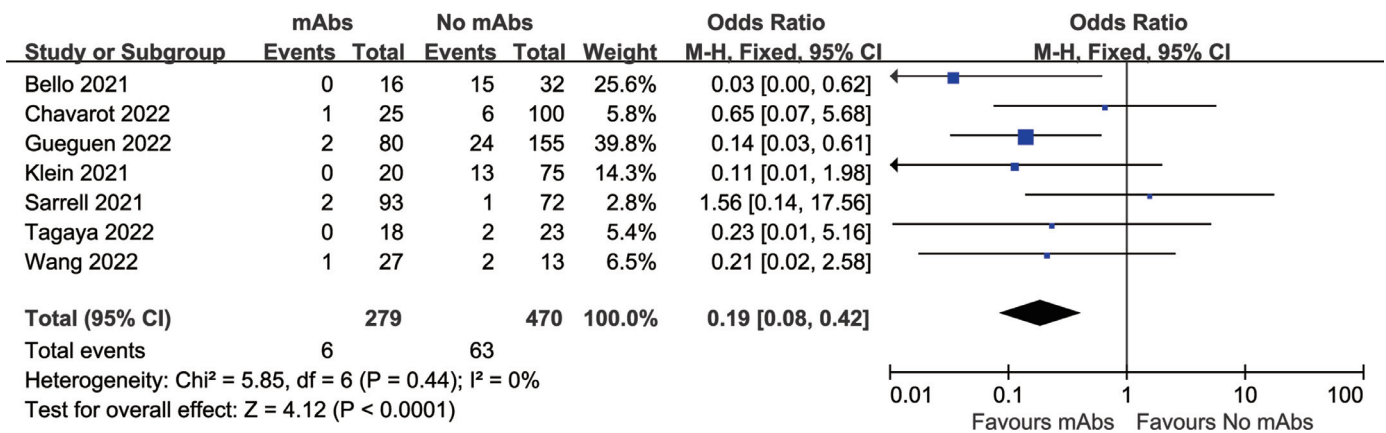 mAbs No mAbs Odds Ratio Odds Ratio
Study or Subgroup Events Total Events Total Weight M-H, Fixed, 95% CI M-H, Fixed, 95% CI
Bello 2021 0 16 15 32 25.6% 0.03 [0.00, 0.62]
Chavarot 2022 1 25 6 100 5.8% 0.65 [0.07, 5.68]
Gueguen 2022 2 80 24 155 39.8% 0.14 [0.03, 0.61]
Klein 2021 0 20 13 75 14.3% 0.11 [0.01, 1.98]
Sarrell 2021 2 93 1 72 2.8% 1.56 [0.14, 17.56]
Tagaya 2022 0 18 2 23 5.4% 0.23 [0.01, 5.16]
Wang 2022 1 27 2 13 6.5% 0.21 [0.02, 2.58]
Total (95% CI) 279 470 100.0% 0.19 [0.08, 0.42]
Total events 6 63
Heterogeneity: Chi² = 5.85, df = 6 (P = 0.44); I² = 0%
Test for overall effect: Z = 4.12 (P < 0.0001)
0.01 0.1 1 10 100
Favours mAbs Favours No mAbs